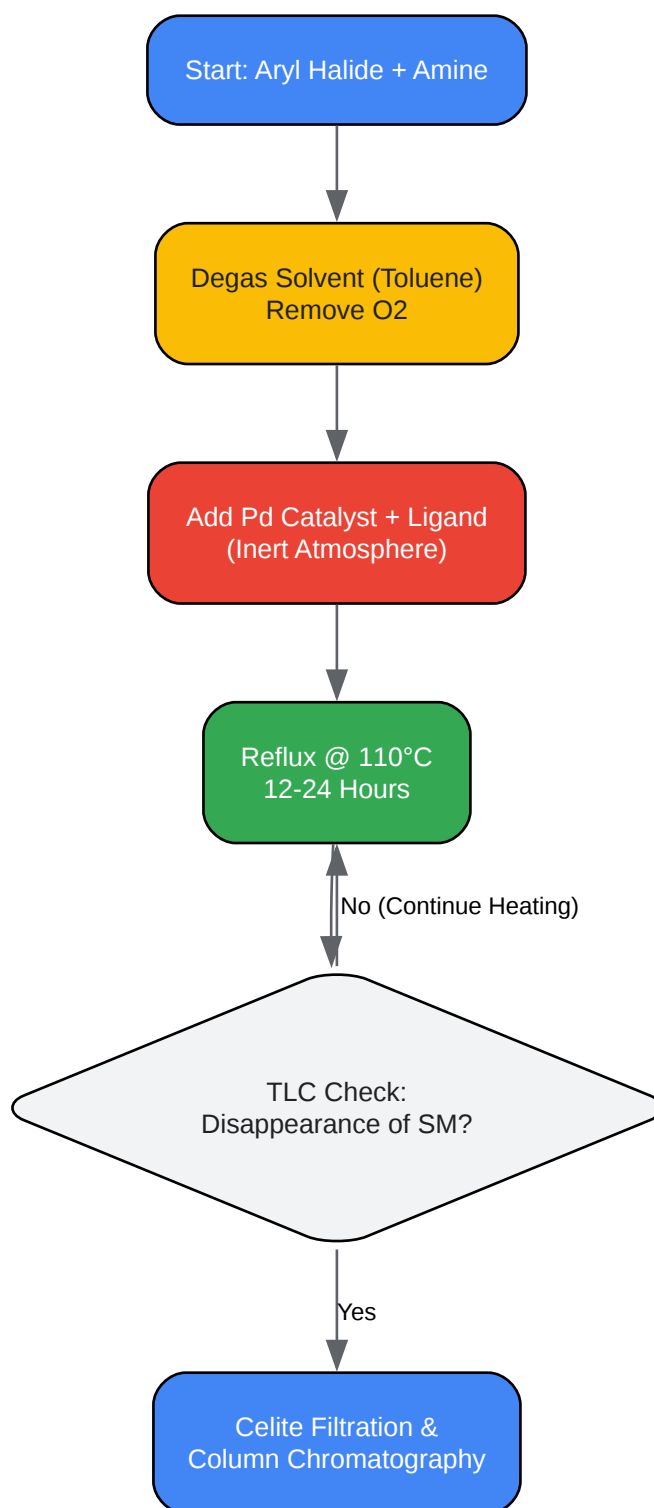 Start: Aryl Halide + Amine
Degas Solvent (Toluene)
Remove O2
Add Pd Catalyst + Ligand
(Inert Atmosphere)
Reflux @ 110°C
12-24 Hours
No (Continue Heating)
TLC Check:
Disappearance of SM?
Yes
Celite Filtration &
Column Chromatography